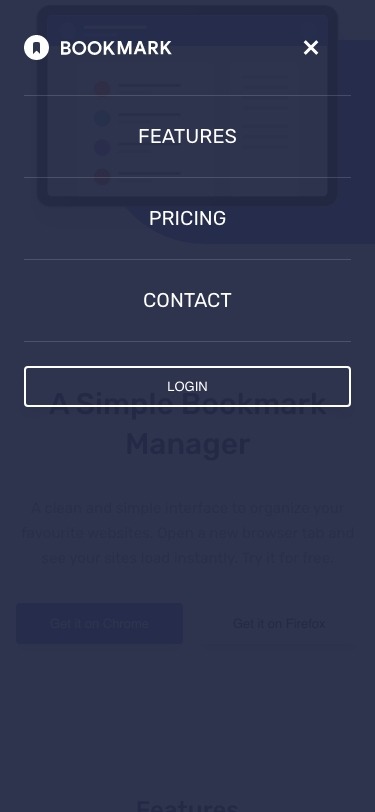 BOOKMARK
FEATURES
PRICING
CONTACT
LOGIN
A Simple Bookmark
Manager
A clean and simple interface to organize your
favourite websites. Open a new browser tab and
see your sites load instantly. Try it for free.
Get it on Chrome
Get it on Firefox
Features